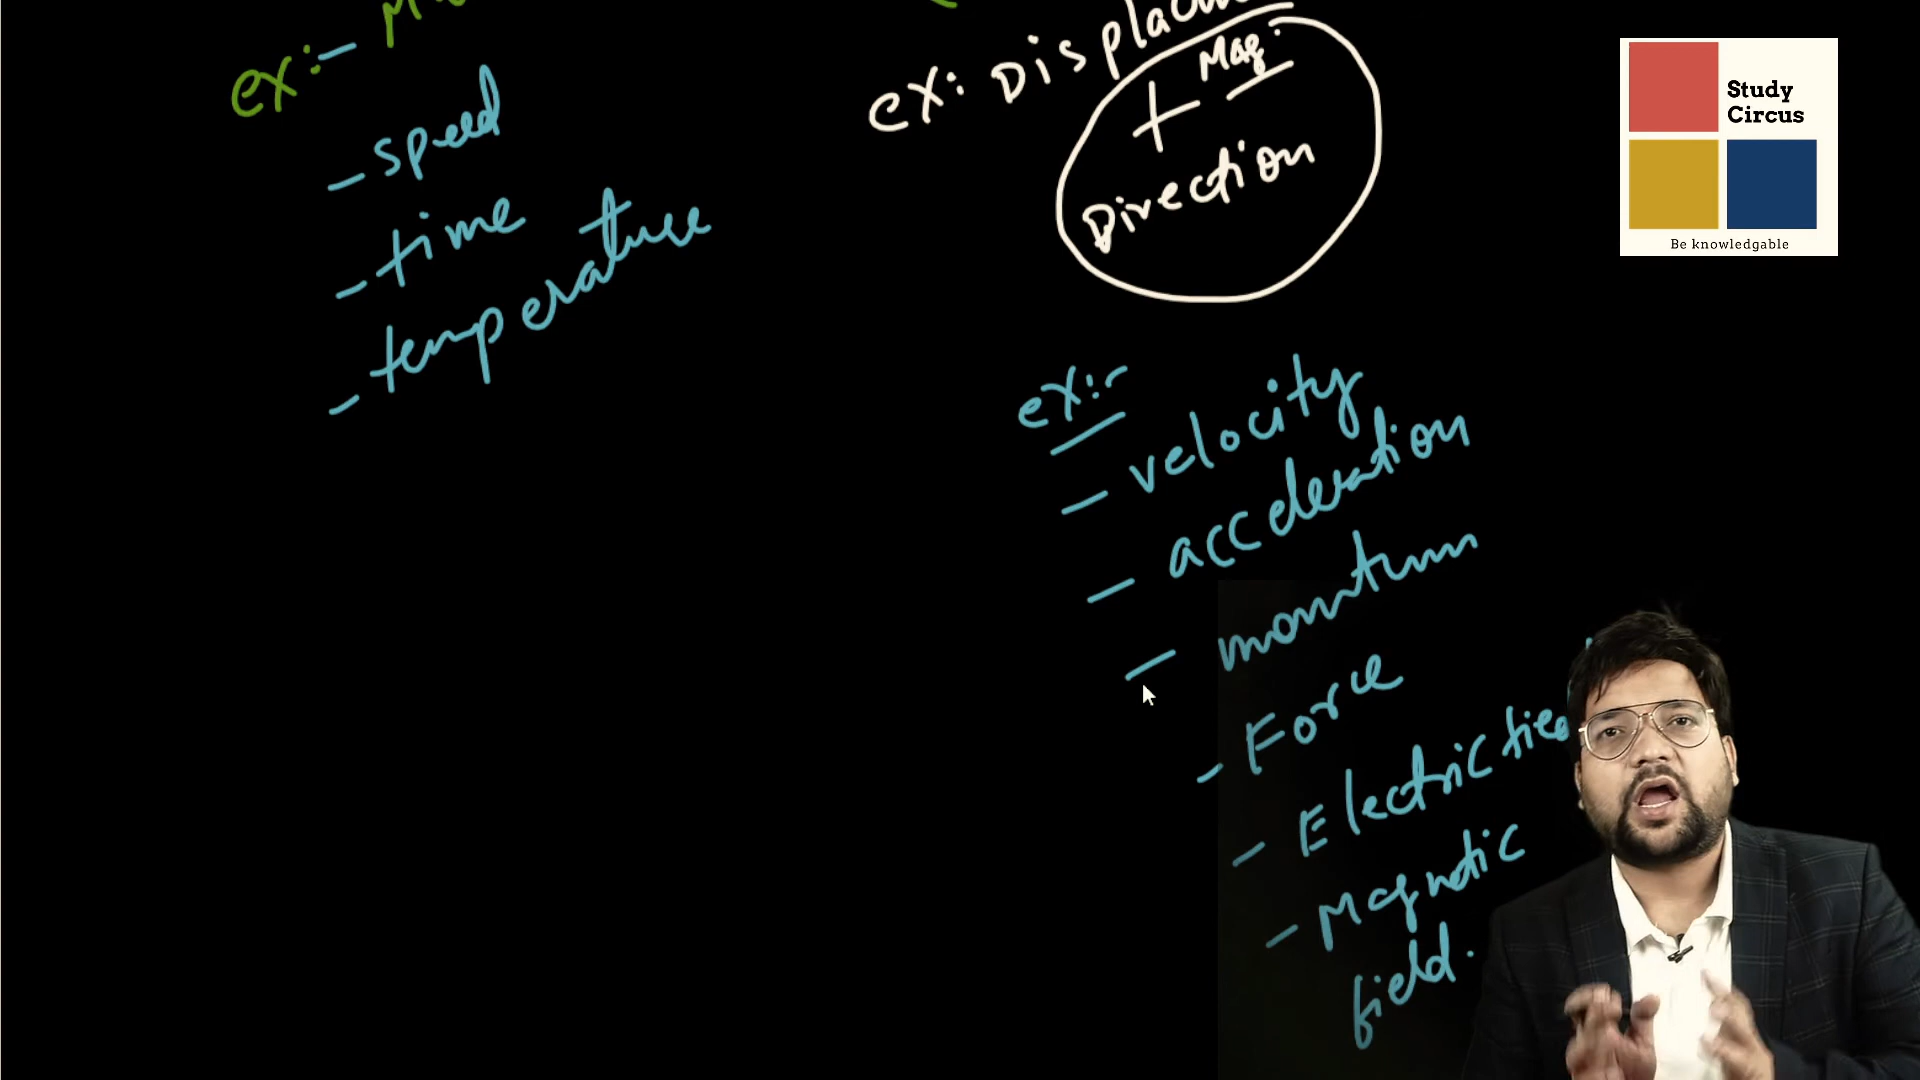 ex:-
- speed
- time
- temperature
ex: Displac
+ Mag.
Direction
ex:-
- velocity
- acceleration
- momentum
- Force
- Electric
- Magnetic
field.
Study
Circus
Be knowledgable